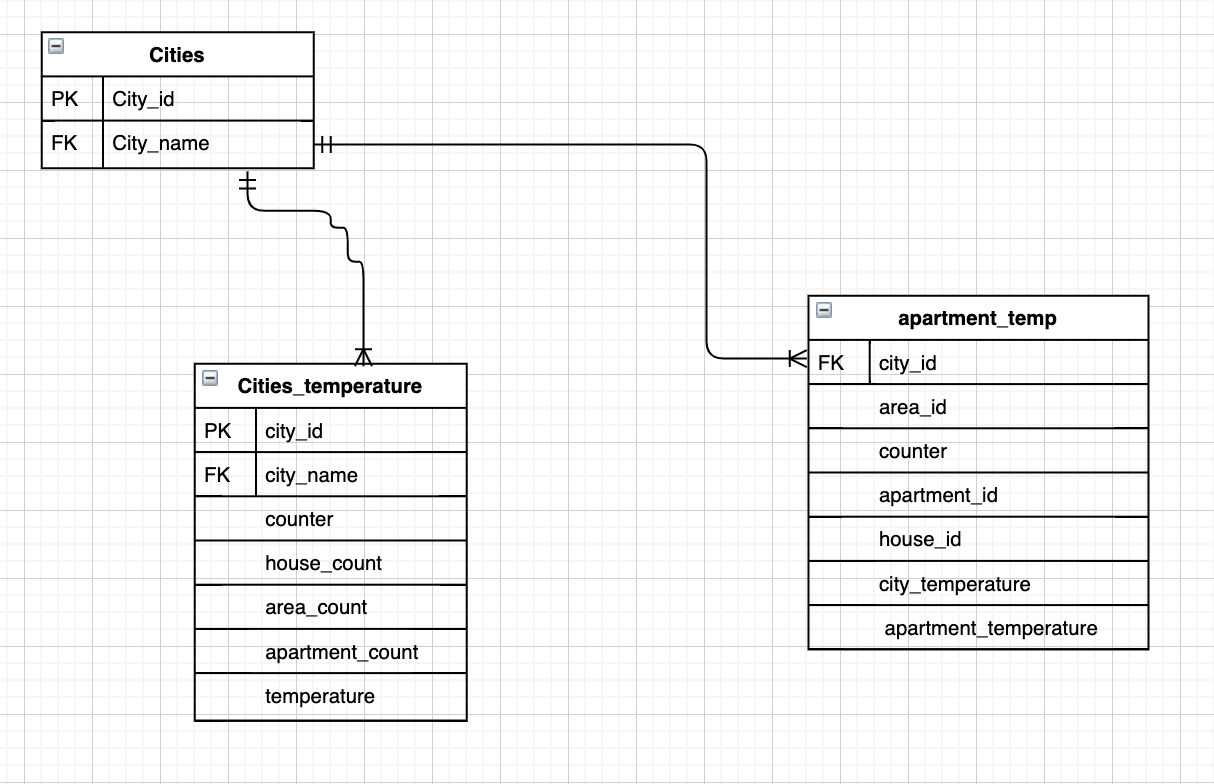 Cities
PK City_id
FK City_name
Cities_temperature
PK city_id
FK city_name
counter
house_count
area_count
apartment_count
temperature
apartment_temp
FK city_id
area_id
counter
apartment_id
house_id
city_temperature
apartment_temperature